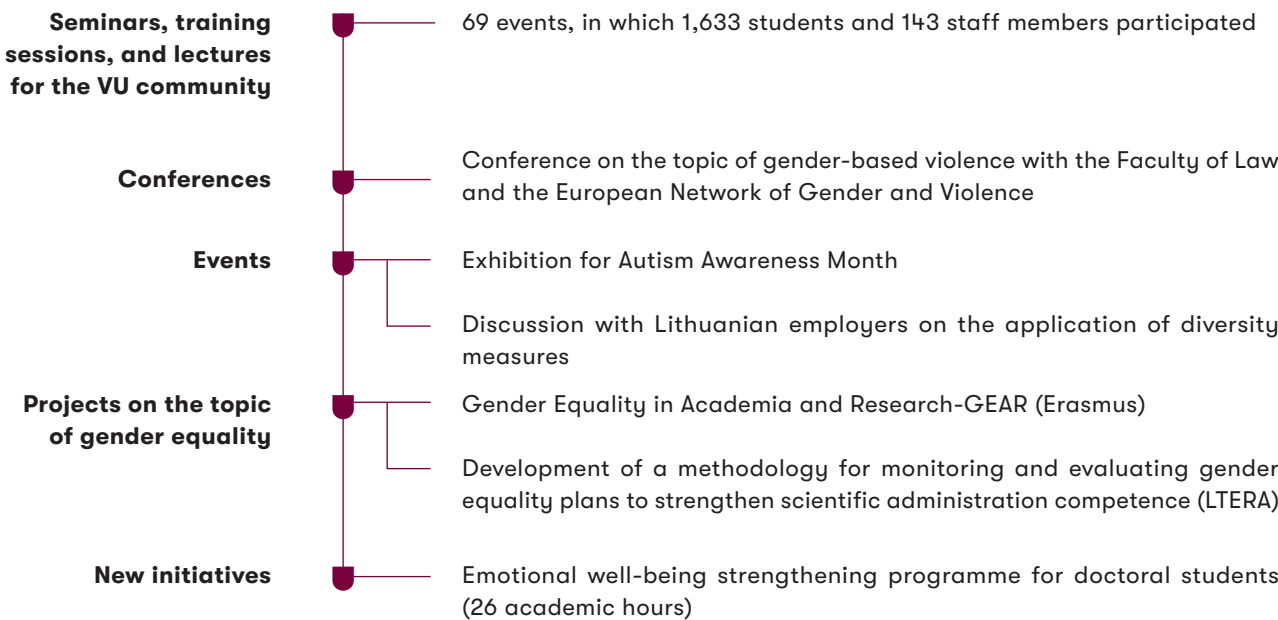 Seminars, training
sessions, and lectures
for the VU community
69 events, in which 1,633 students and 143 staff members participated
Conferences
Conference on the topic of gender-based violence with the Faculty of Law
and the European Network of Gender and Violence
Events
Exhibition for Autism Awareness Month
Discussion with Lithuanian employers on the application of diversity
measures
Projects on the topic
of gender equality
Gender Equality in Academia and Research-GEAR (Erasmus)
Development of a methodology for monitoring and evaluating gender
equality plans to strengthen scientific administration competence (LTERA)
New initiatives
Emotional well-being strengthening programme for doctoral students
(26 academic hours)